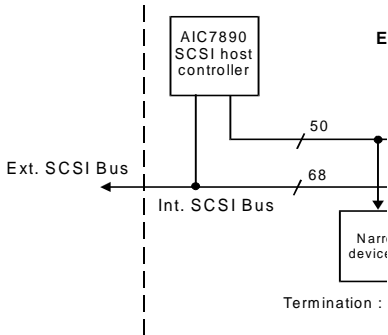 AIC7890
SCSI host
controller
E
50
Ext. SCSI Bus
68
Int. SCSI Bus
Narr
device
Termination :